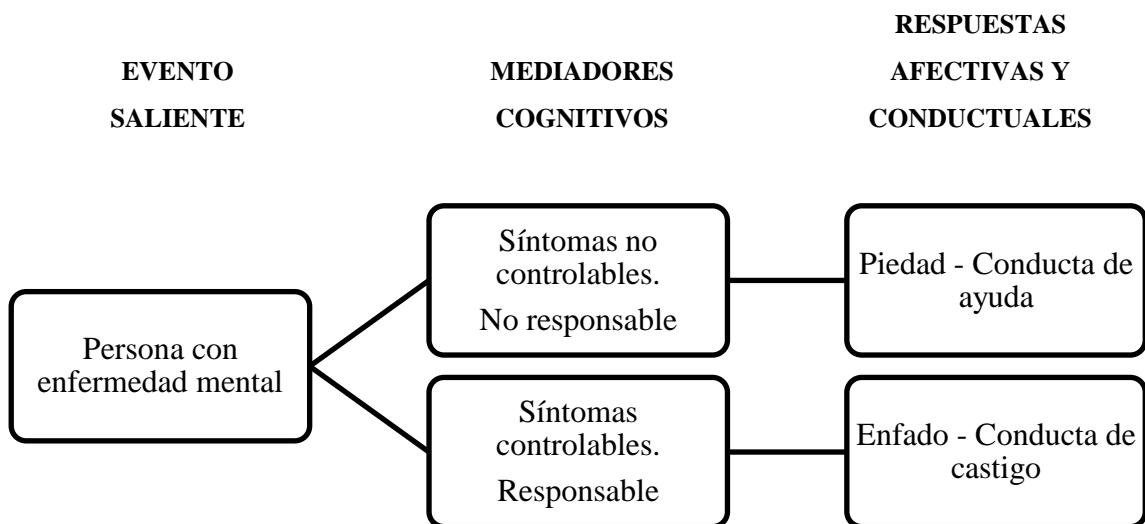 EVENTO
SALIENTE
MEDIADORES
COGNITIVOS
RESPUESTAS
AFECTIVAS Y
CONDUCTUALES
Persona con
enfermedad mental
Síntomas no
controlables.
No responsable
Piedad - Conducta de
ayuda
Síntomas
controlables.
Responsable
Enfado - Conducta de
castigo